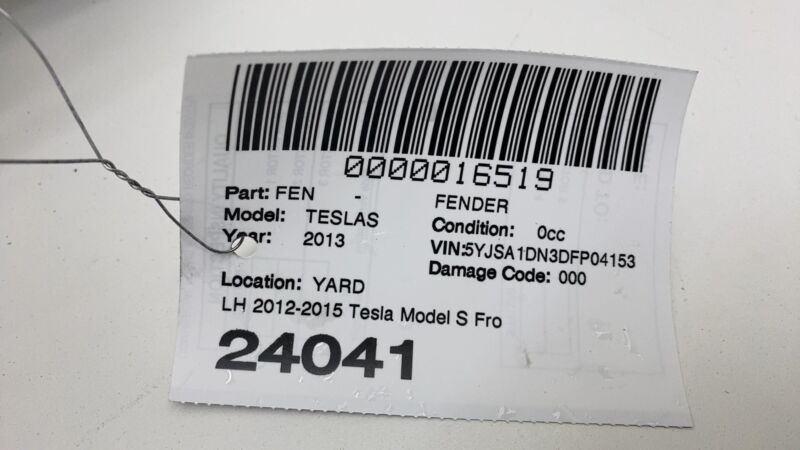 0000016519
Part: FEN - FENDER
Model: TESLAS Condition: 0cc
Year: 2013 VIN:5YJSA1DN3DFP04153
Damage Code: 000
Location: YARD
LH 2012-2015 Tesla Model S Fro
24041